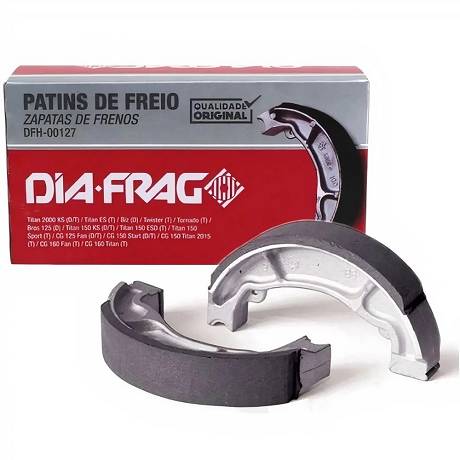 PATINS DE FREIO
ZAPATAS DE FRENOS
DFH-00127
QUALIDADE
ORIGINAL
DIA-FRAG
Titan 2000 KS (D/T) / Titan ES (T) / Biz (D) / Twister (T) / Tornado (T) /
Bros 125 (D) / Titan 150 KS (D/T) / Titan 150 ESD (T) / Titan 150
Sport (T) / CG 125 Fan (D/T) / CG 150 Start (D/T) / CG 150 Titan 2015
(T) / CG 160 Fan (T) / CG 160 Titan (T)